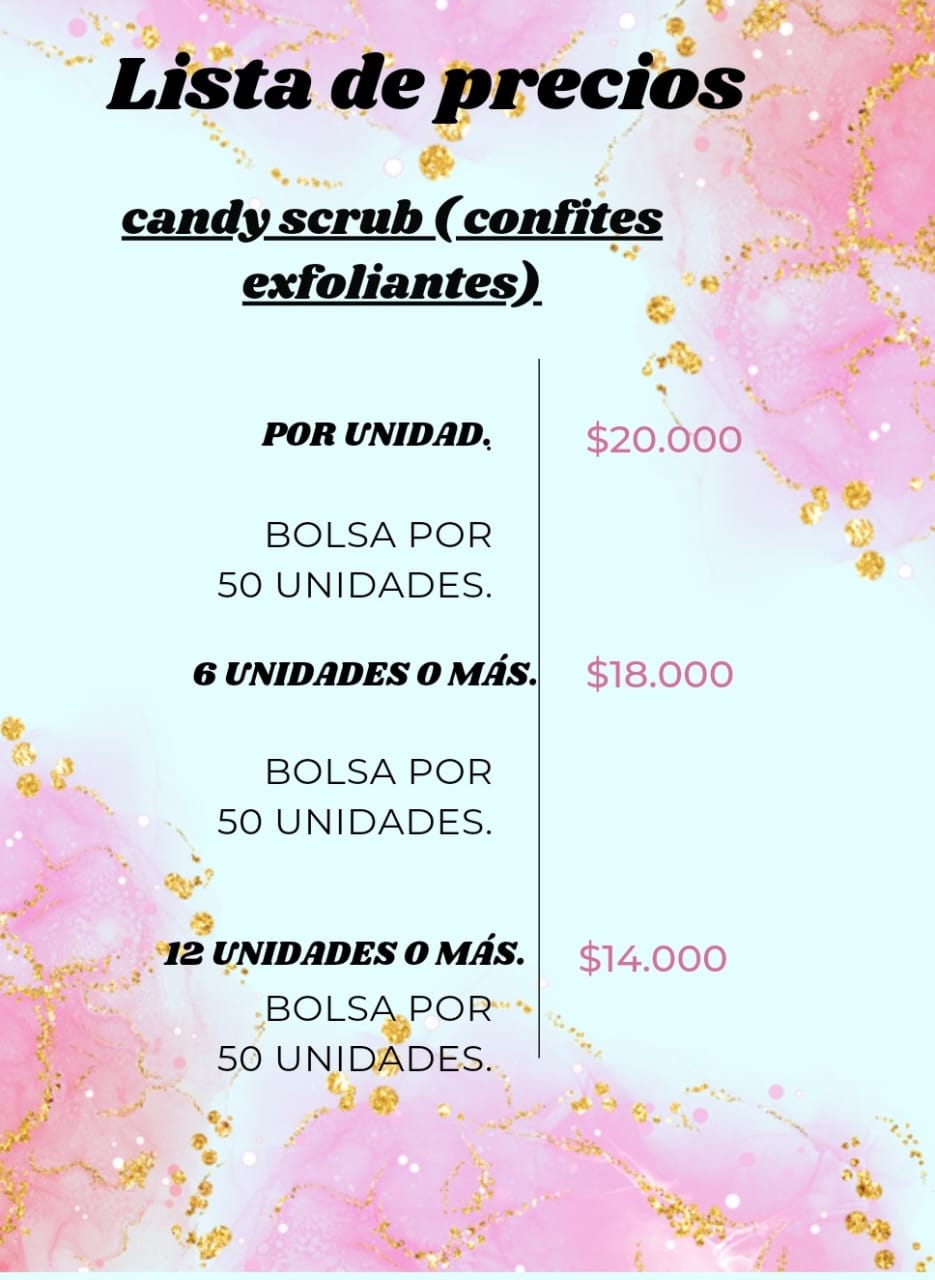 Lista de precios
candy scrub ( confites
exfoliantes)
POR UNIDAD.
$20.000
BOLSA POR
50 UNIDADES.
6 UNIDADES O MÁS.
$18.000
BOLSA POR
50 UNIDADES.
12 UNIDADES O MÁS.
$14.000
BOLSA POR
50 UNIDADES.